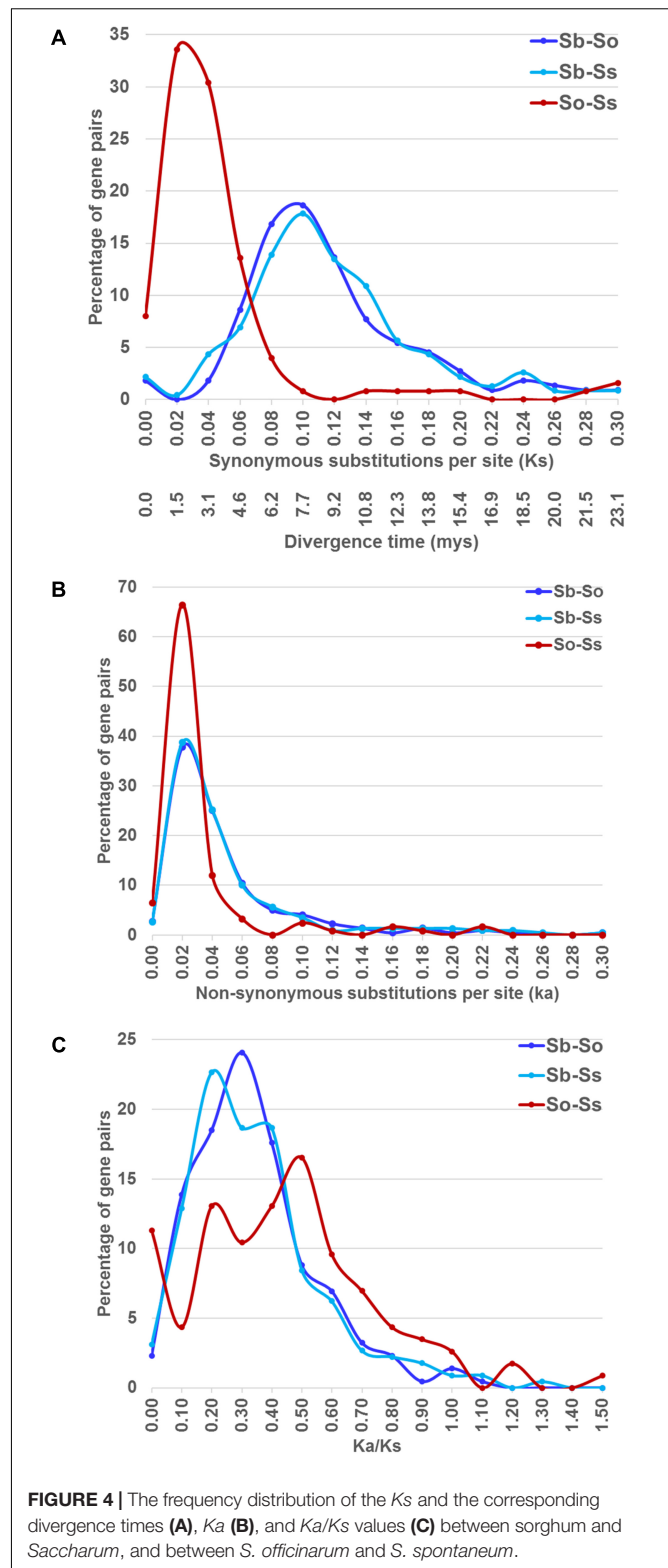 A
Sb-So
Sb-Ss
So-Ss
35
30
25
20
15
10
5
0
Percentage of gene pairs
0.00 0.02 0.04 0.06 0.08 0.10 0.12 0.14 0.16 0.18 0.20 0.22 0.24 0.26 0.28 0.30
Synonymous substitutions per site (Ks)
0.0 1.5 3.1 4.6 6.2 7.7 9.2 10.8 12.3 13.8 15.4 16.9 18.5 20.0 21.5 23.1
Divergence time (mys)
B
Sb-So
Sb-Ss
So-Ss
70
60
50
40
30
20
10
0
Percentage of gene pairs
0.00 0.02 0.04 0.06 0.08 0.10 0.12 0.14 0.16 0.18 0.20 0.22 0.24 0.26 0.28 0.30
Non-synonymous substitutions per site (ka)
C
Sb-So
Sb-Ss
So-Ss
25
20
15
10
5
0
Percentage of gene pairs
0.00 0.10 0.20 0.30 0.40 0.50 0.60 0.70 0.80 0.90 1.00 1.10 1.20 1.30 1.40 1.50
Ka/Ks
FIGURE 4 | The frequency distribution of the Ks and the corresponding
divergence times (A), Ka (B), and Ka/Ks values (C) between sorghum and
Saccharum, and between S. officinarum and S. spontaneum.